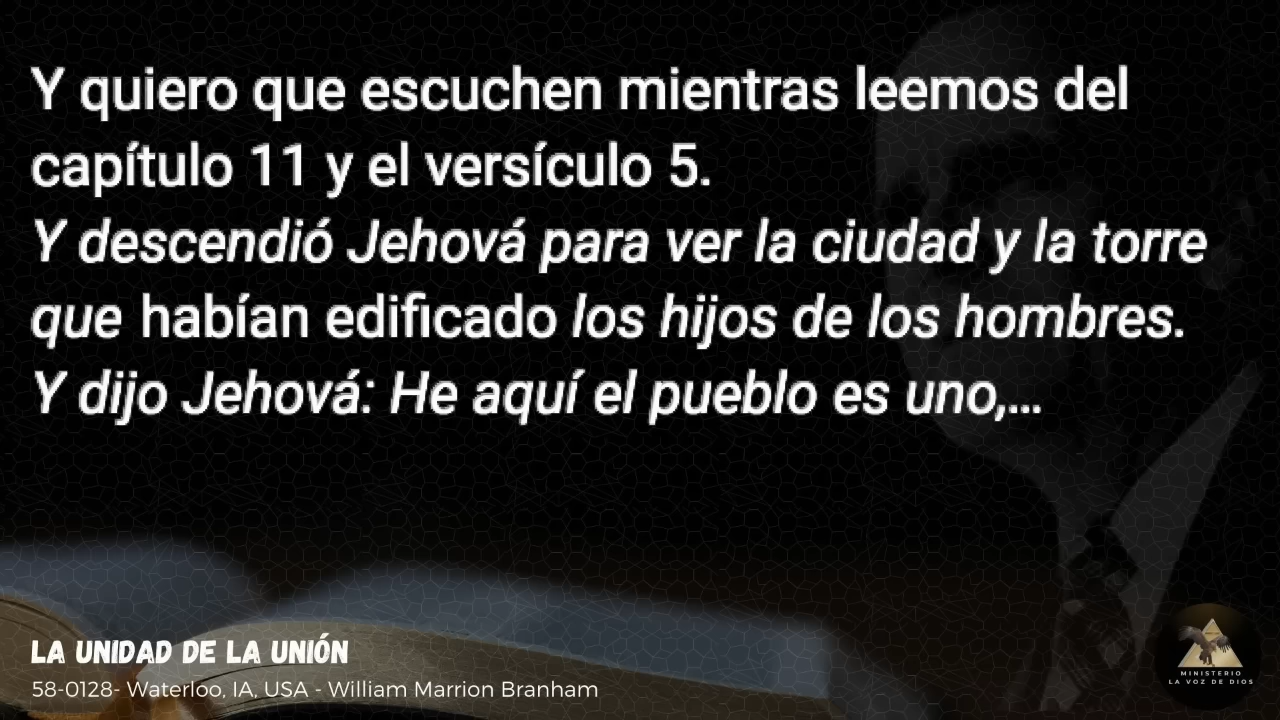 Y quiero que escuchen mientras leemos del
capítulo 11 y el versículo 5.
Y descendió Jehová para ver la ciudad y la torre
que habían edificado los hijos de los hombres.
Y dijo Jehová: He aquí el pueblo es uno,...
LA UNIDAD DE LA UNIÓN
58-0128- Waterloo, IA, USA - William Marrion Branham
MINISTERIO
LA VOZ DE DIOS